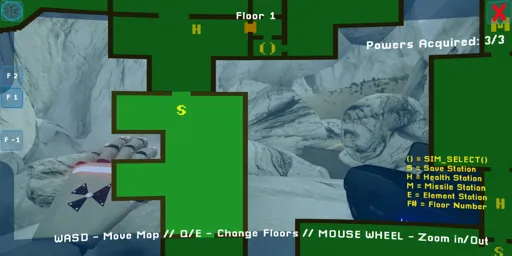 Floor 1
H
M
()
Powers Acquired: 3/3
F 2
F 1
S
F -1
() = SIM_SELECT()
S = Save Station
H = Health Station
M = Missile Station
E = Element Station
F# = Floor Number
H
WASD - Move Map // Q/E - Change Floors // MOUSE WHEEL - Zoom in/Out
S